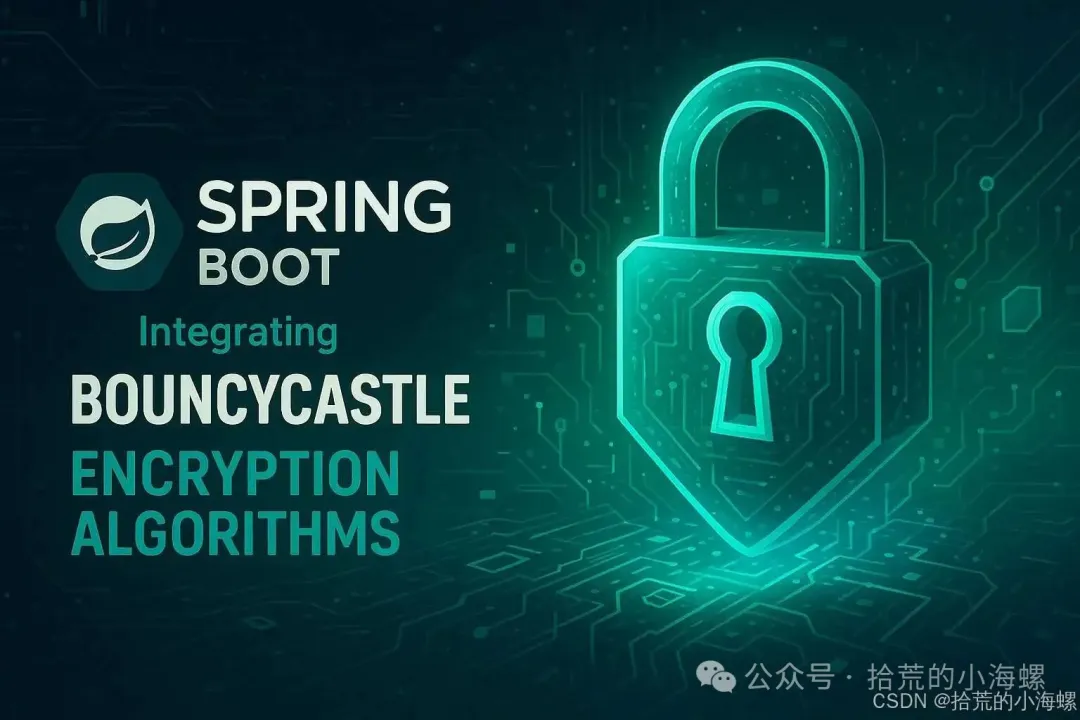 SPRING
BOOT
Integrating
BOUNCYCASTLE
ENCRYPTION
ALGORITHMS
公众号 · 拾荒的小海螺
CSDN @拾荒的小海螺